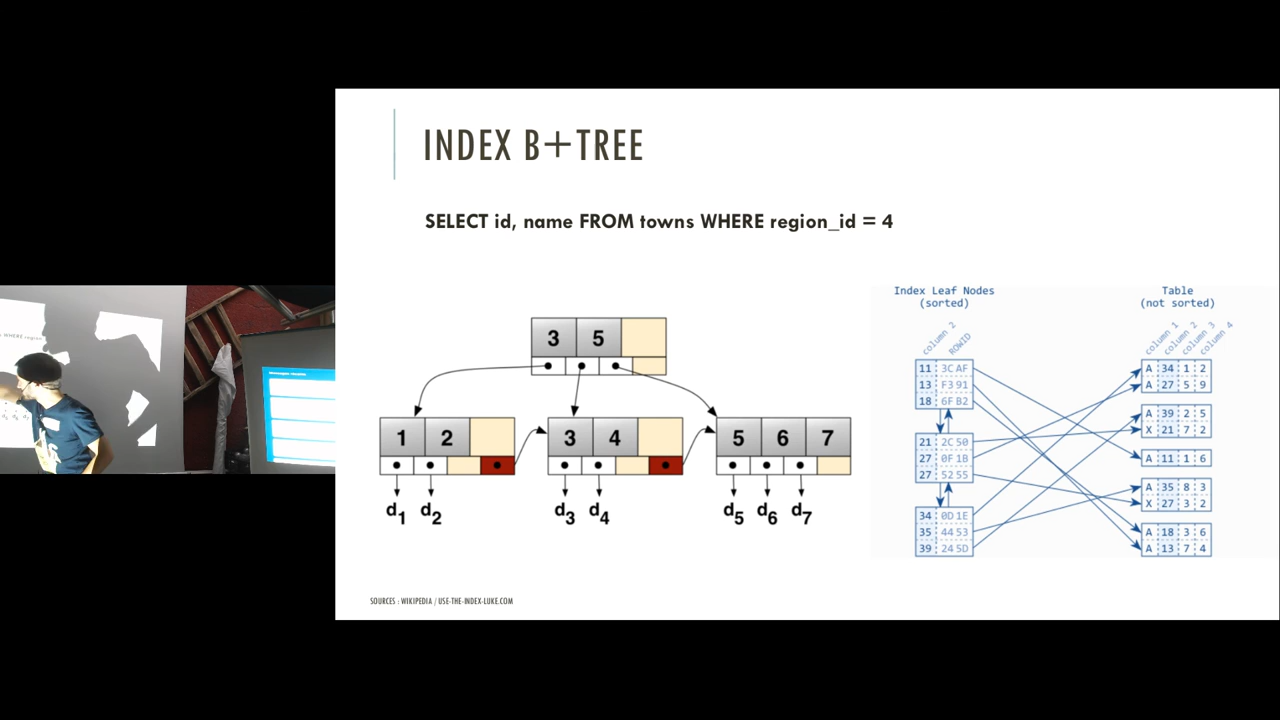 INDEX B+TREE
SELECT id, name FROM towns WHERE region_id = 4
3 5
1 2
3 4
5 6 7
d1 d2
d3 d4
d5 d6 d7
Index Leaf Nodes
(sorted)
column 2
ROWID
11 3C AF
13 F3 91
18 6F B2
21 2C 50
27 0F 1B
27 52 55
34 0D 1E
35 44 53
39 24 5D
Table
(not sorted)
column 1
column 2
column 3
column 4
A 34 1 2
A 27 5 9
A 39 2 5
X 21 7 2
A 11 1 6
A 35 8 3
X 27 3 2
A 18 3 6
A 13 7 4
SOURCES : WIKIPEDIA / USE-THE-INDEX-LUKE.COM